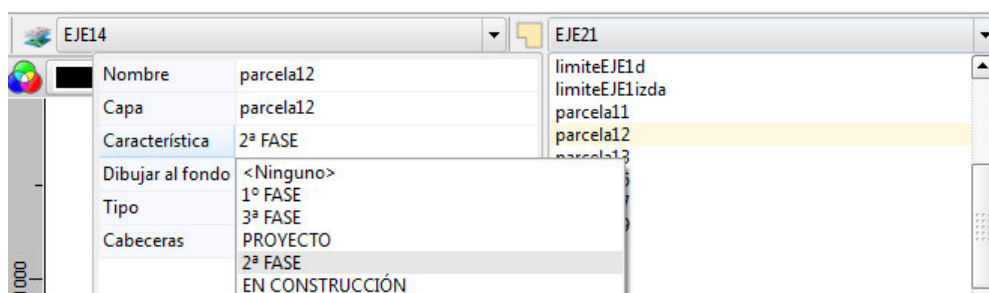 EJE14
EJE21
Nombre parcela12
Capa parcela12
Característica 2ª FASE
Dibujar al fondo
Tipo
Cabeceras
<Ninguno>
1º FASE
3ª FASE
PROYECTO
2ª FASE
EN CONSTRUCCIÓN
limiteEJE1d
limiteEJE1izda
parcela11
parcela12
parcela13
1000